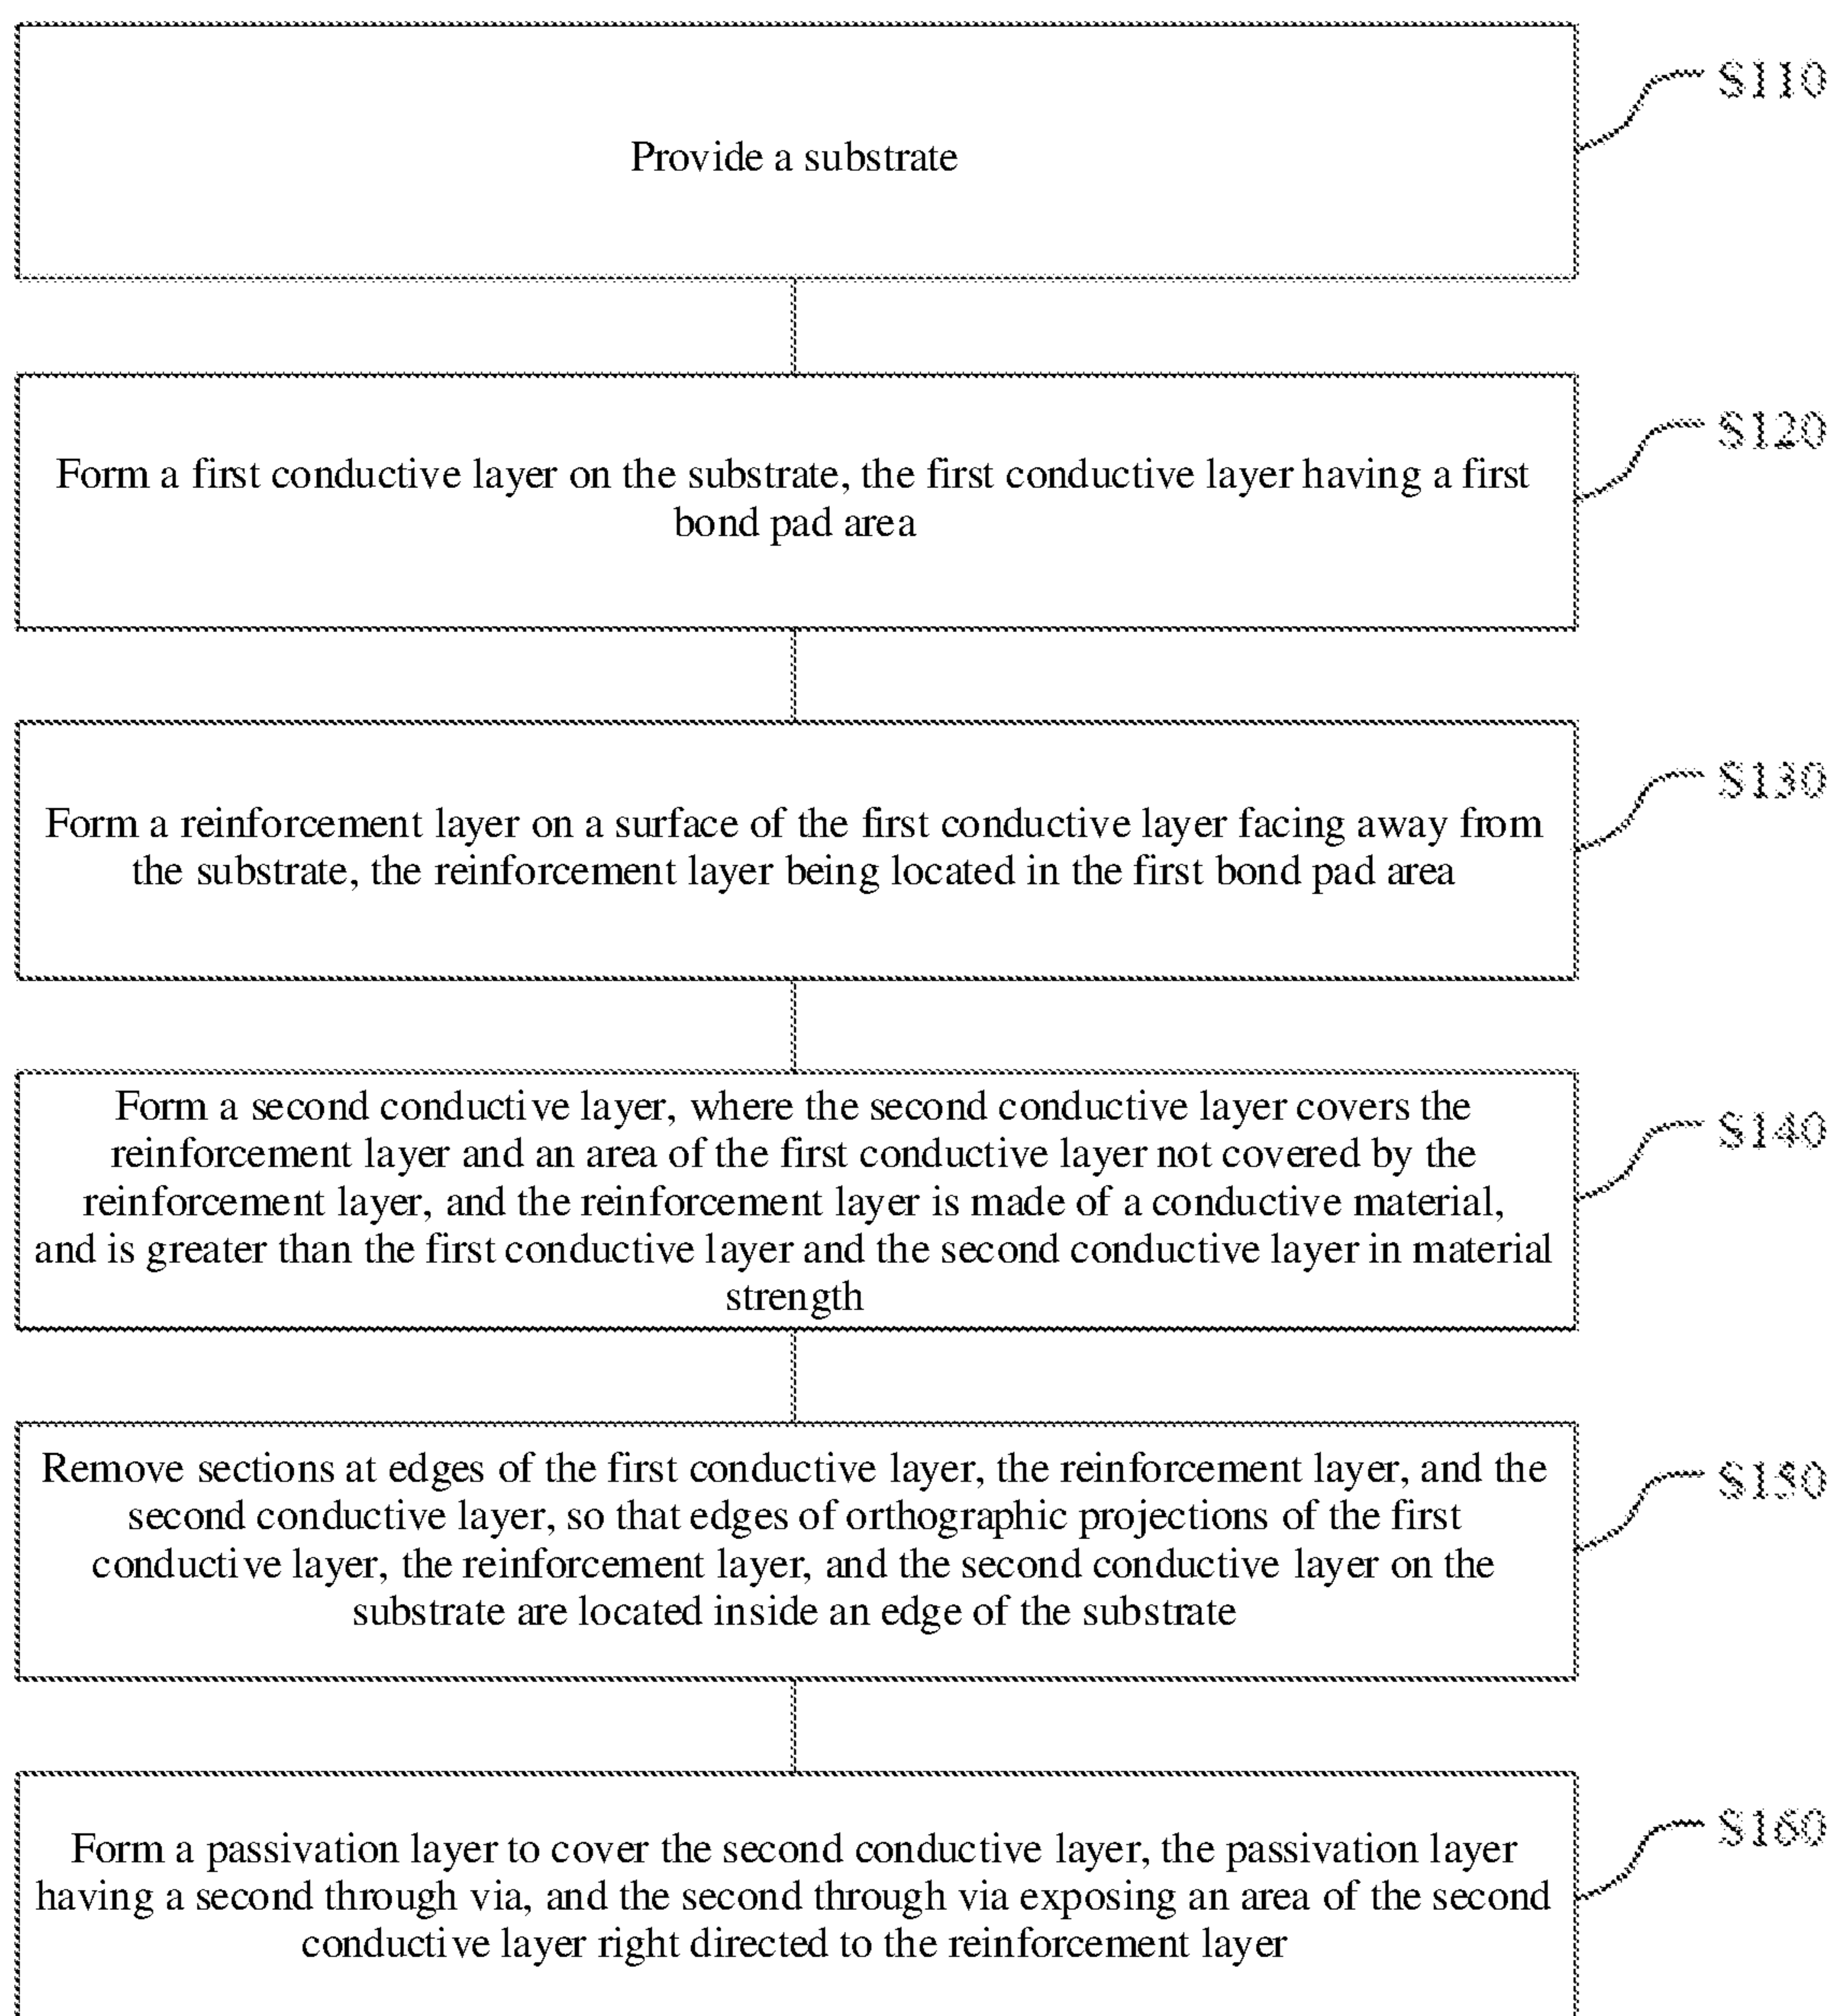 Provide a substrate
S110
Form a first conductive layer on the substrate, the first conductive layer having a first
bond pad area
S120
Form a reinforcement layer on a surface of the first conductive layer facing away from
the substrate, the reinforcement layer being located in the first bond pad area
S130
Form a second conductive layer, where the second conductive layer covers the
reinforcement layer and an area of the first conductive layer not covered by the
reinforcement layer, and the reinforcement layer is made of a conductive material,
and is greater than the first conductive layer and the second conductive layer in material
strength
S140
Remove sections at edges of the first conductive layer, the reinforcement layer, and the
second conductive layer, so that edges of orthographic projections of the first
conductive layer, the reinforcement layer, and the second conductive layer on the
substrate are located inside an edge of the substrate
S150
Form a passivation layer to cover the second conductive layer, the passivation layer
having a second through via, and the second through via exposing an area of the second
conductive layer right directed to the reinforcement layer
S160